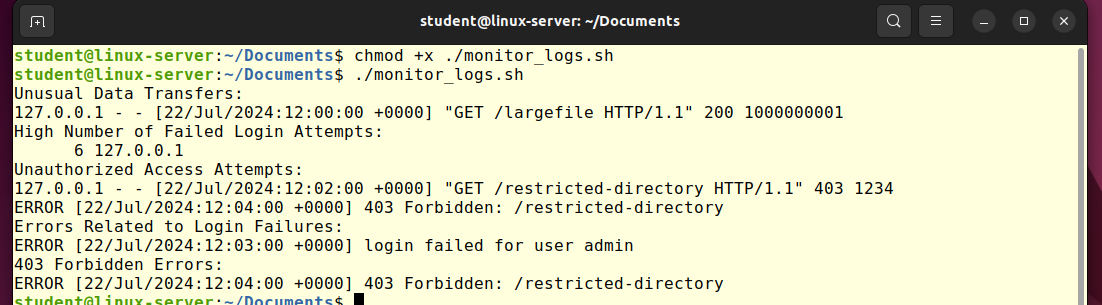 student@linux-server: ~/Documents
student@linux-server:~/Documents$ chmod +x ./monitor_logs.sh
student@linux-server:~/Documents$ ./monitor_logs.sh
Unusual Data Transfers:
127.0.0.1 - - [22/Jul/2024:12:00:00 +0000] "GET /largefile HTTP/1.1" 200 1000000001
High Number of Failed Login Attempts:
      6 127.0.0.1
Unauthorized Access Attempts:
127.0.0.1 - - [22/Jul/2024:12:02:00 +0000] "GET /restricted-directory HTTP/1.1" 403 1234
ERROR [22/Jul/2024:12:04:00 +0000] 403 Forbidden: /restricted-directory
Errors Related to Login Failures:
ERROR [22/Jul/2024:12:03:00 +0000] login failed for user admin
403 Forbidden Errors:
ERROR [22/Jul/2024:12:04:00 +0000] 403 Forbidden: /restricted-directory
student@linux-server:~/Documents$